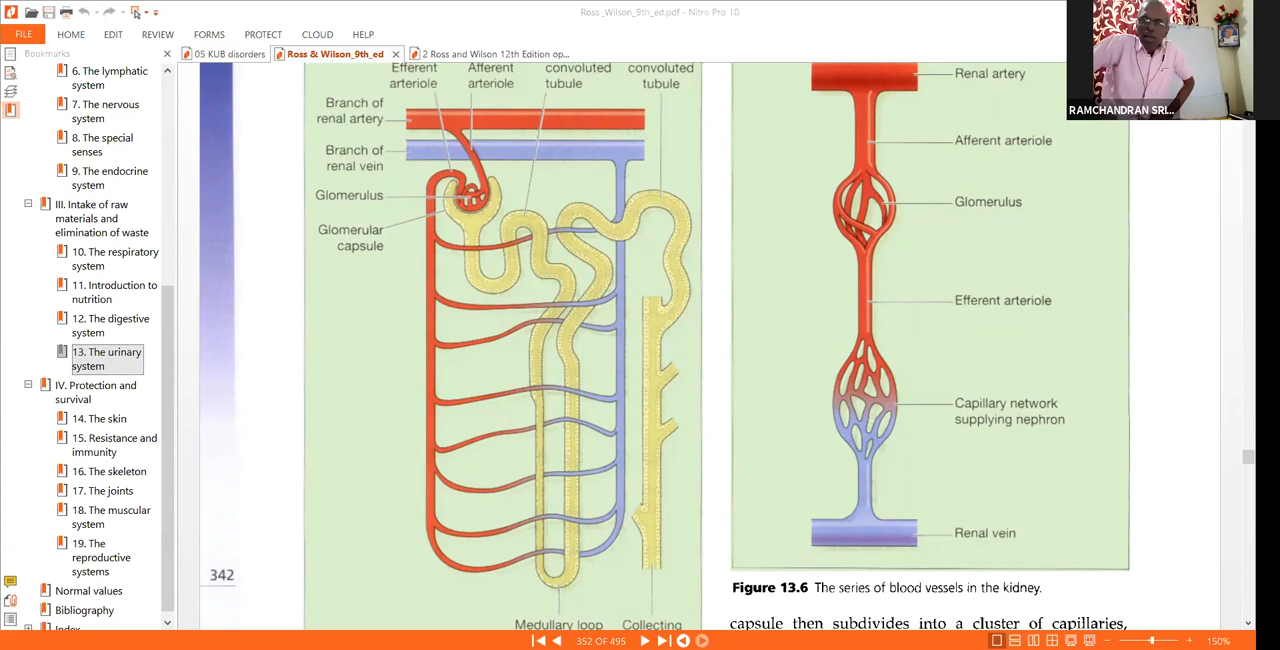 Ross _Wilson_9th_ed.pdf - Nitro Pro 10
FILE HOME EDIT REVIEW FORMS PROTECT CLOUD HELP
Bookmarks
05 KUB disorders
Ross & Wilson_9th_ed
2 Ross and Wilson 12th Edition op...
6. The lymphatic
system
7. The nervous
system
8. The special
senses
9. The endocrine
system
III. Intake of raw
materials and
elimination of waste
10. The respiratory
system
11. Introduction to
nutrition
12. The digestive
system
13. The urinary
system
IV. Protection and
survival
14. The skin
15. Resistance and
immunity
16. The skeleton
17. The joints
18. The muscular
system
19. The
reproductive
systems
Normal values
Bibliography
Index
342
Efferent
arteriole
Afferent
arteriole
convoluted
tubule
convoluted
tubule
Branch of
renal artery
Branch of
renal vein
Glomerulus
Glomerular
capsule
Medullary loop
Collecting
Renal artery
Afferent arteriole
Glomerulus
Efferent arteriole
Capillary network
supplying nephron
Renal vein
Figure 13.6 The series of blood vessels in the kidney.
capsule then subdivides into a cluster of capillaries,
RAMCHANDRAN SRI...
352 OF 495
150%